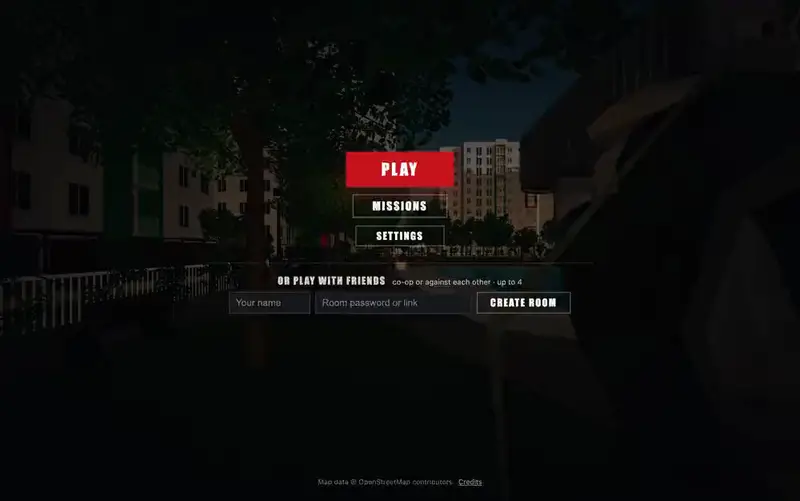 PLAY
MISSIONS
SETTINGS
OR PLAY WITH FRIENDS co-op or against each other · up to 4
Your name Room password or link CREATE ROOM
Map data © OpenStreetMap contributors. Credits